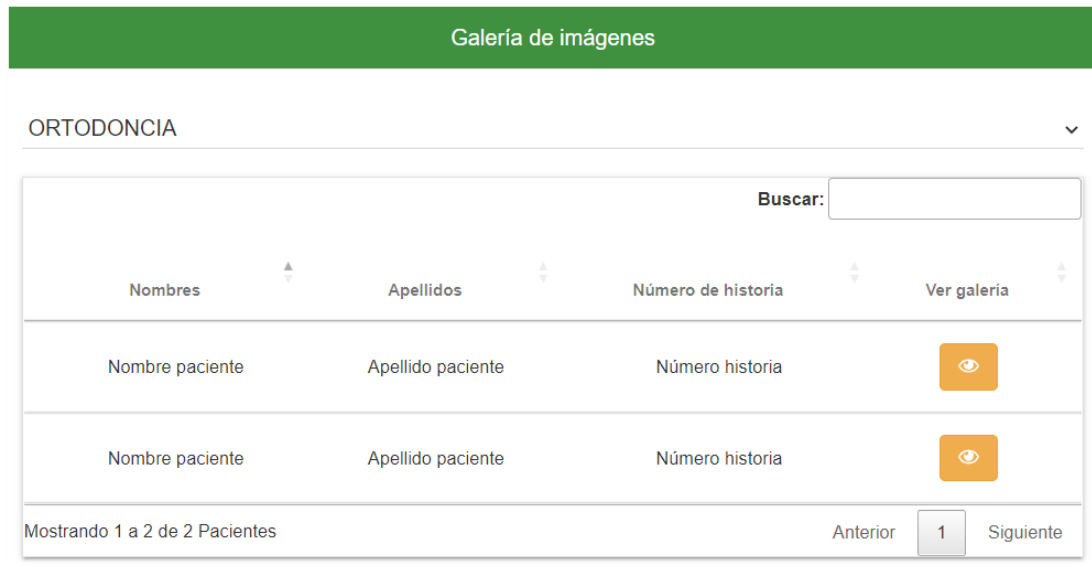 Galería de imágenes
ORTODONCIA
Buscar:
Nombres Apellidos Número de historia Ver galería
Nombre paciente Apellido paciente Número historia
Nombre paciente Apellido paciente Número historia
Mostrando 1 a 2 de 2 Pacientes Anterior 1 Siguiente